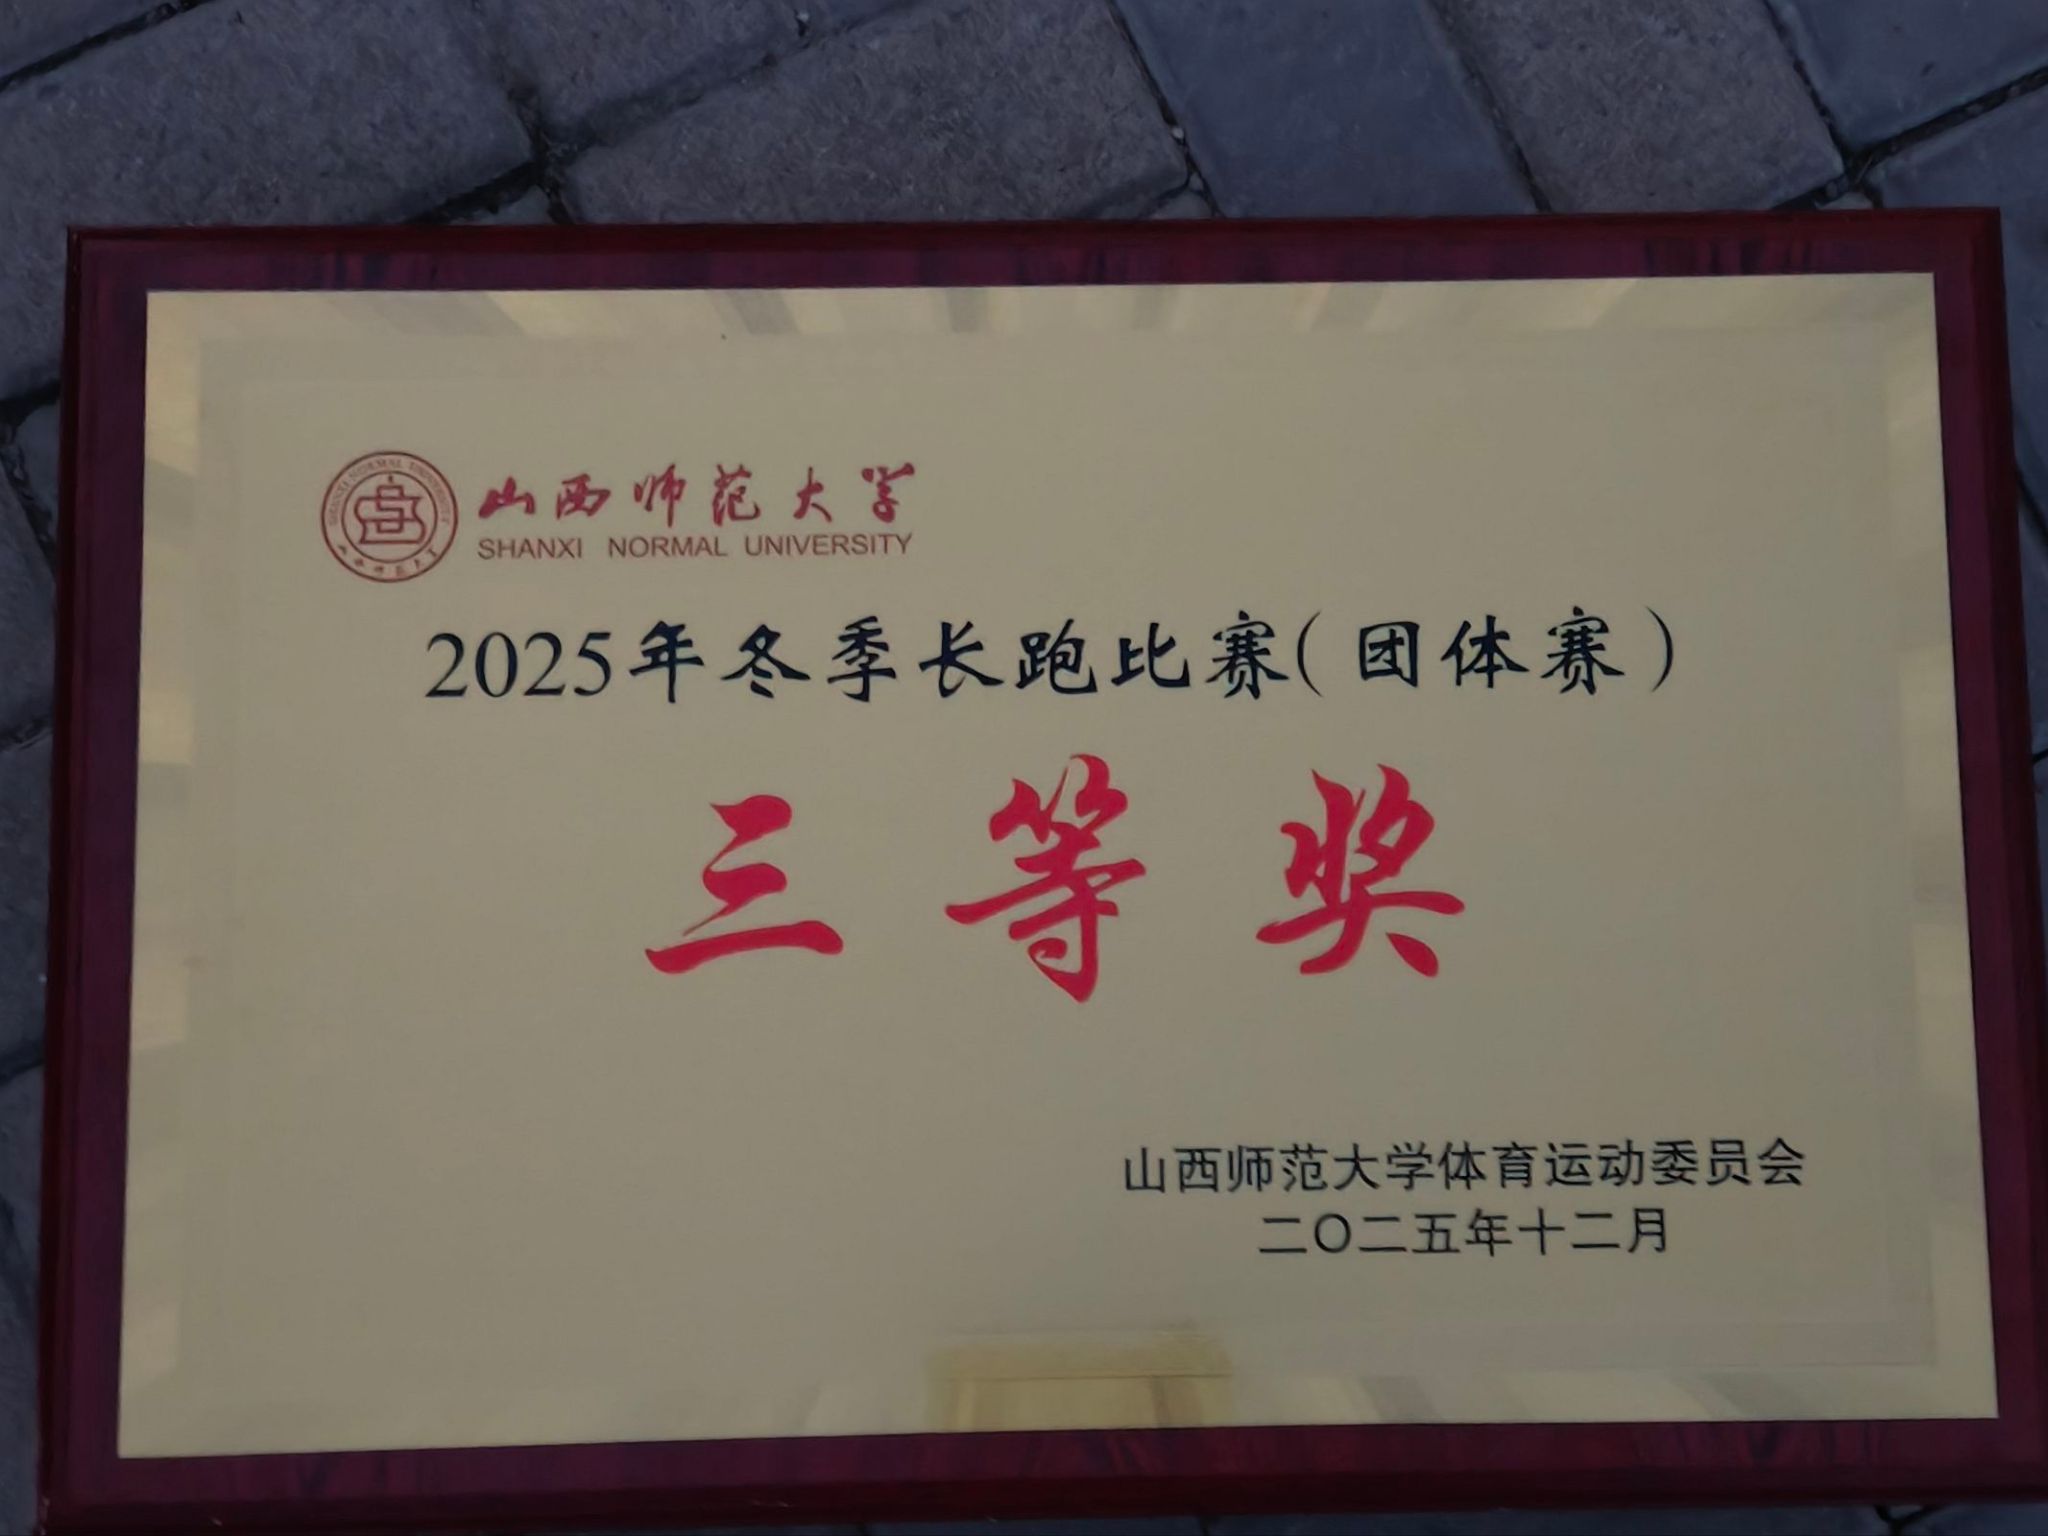 山西师范大学
SHANXI NORMAL UNIVERSITY
2025年冬季长跑比赛(团体赛)
三等奖
山西师范大学体育运动委员会
二〇二五年十二月